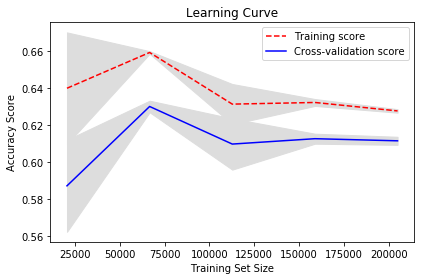 Learning Curve
Training score
Cross-validation score
Accuracy Score
0.66
0.64
0.62
0.60
0.58
0.56
25000 50000 75000 100000 125000 150000 175000 200000
Training Set Size